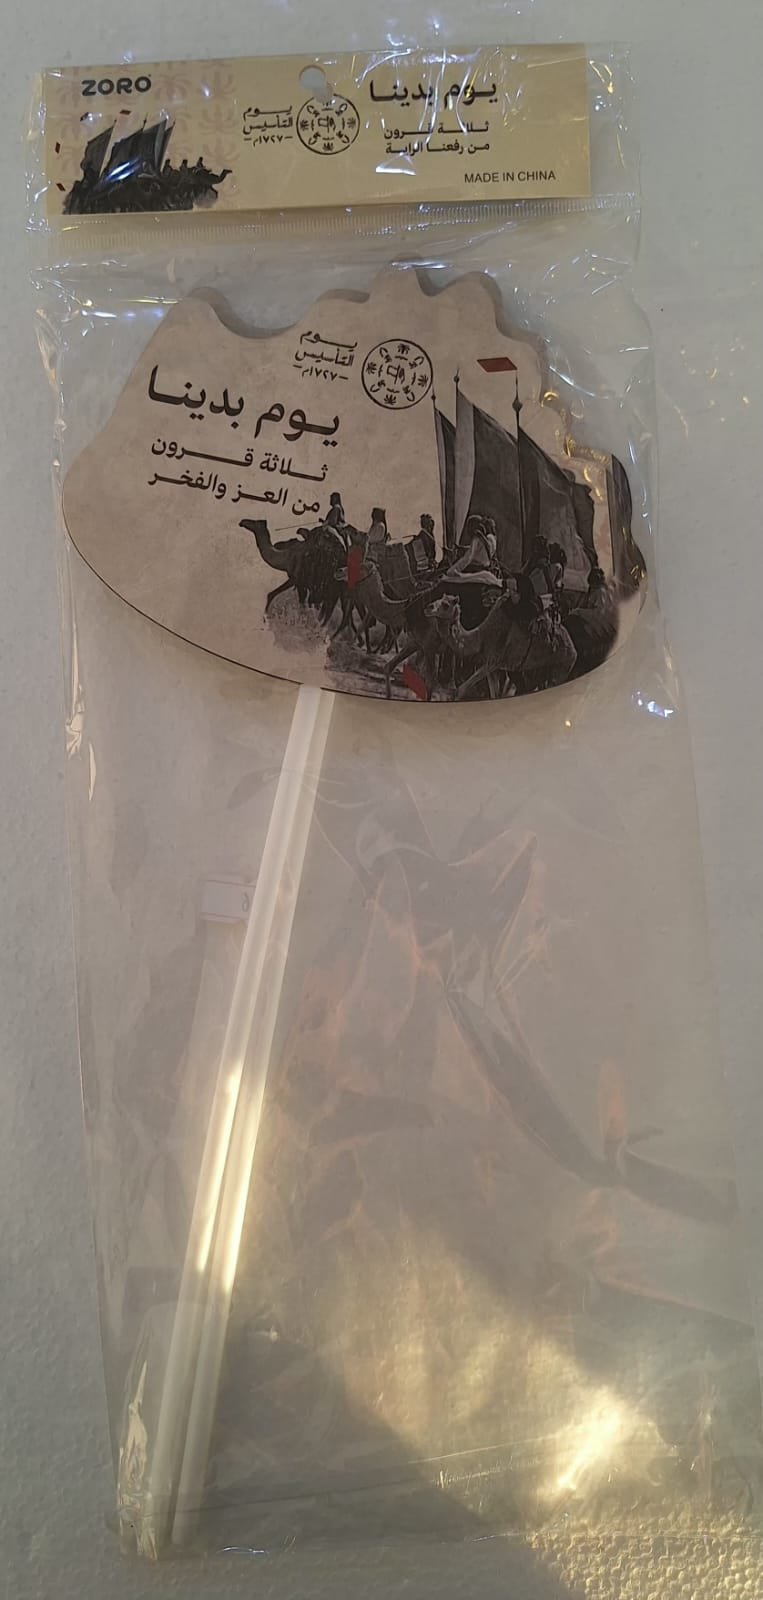 ZORO
يوم
التأسيس
١٧٢٧م
يوم بدينا
ثلاثة قرون
من رفعنا الراية
MADE IN CHINA
يوم
التأسيس
١٧٢٧م
يوم بدينا
ثلاثة قرون
من العز والفخر